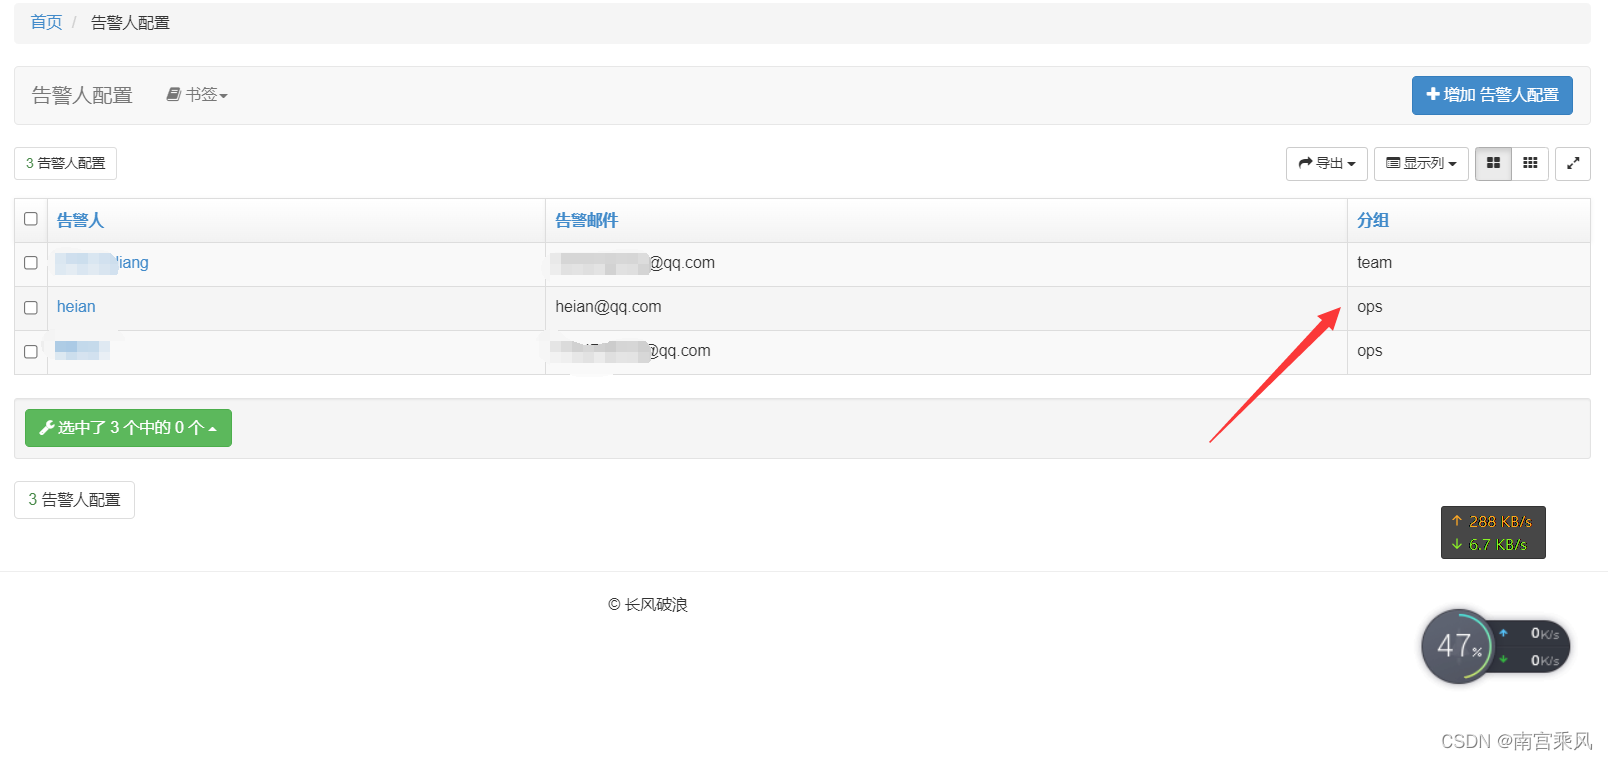 首页 / 告警人配置
告警人配置 书签
增加 告警人配置
3 告警人配置
导出 显示列
告警人 告警邮件 分组
liang @qq.com team
heian heian@qq.com ops
@qq.com ops
选中了 3 个中的 0 个
3 告警人配置
↑ 288 KB/s
↓ 6.7 KB/s
© 长风破浪
47% ↑ 0K/s
↓ 0K/s
CSDN @南宫乘风